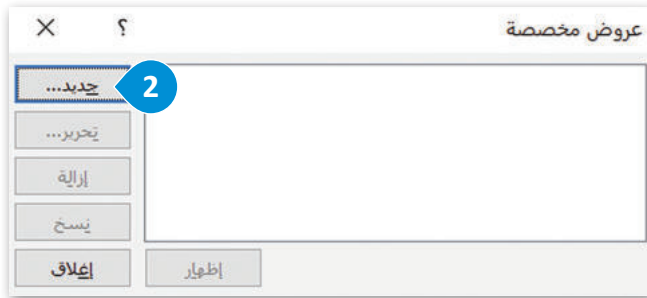 عروض مخصصة
؟ ×
جديد...
2
تحرير...
إزالة
نسخ
إغلاق
إظهار